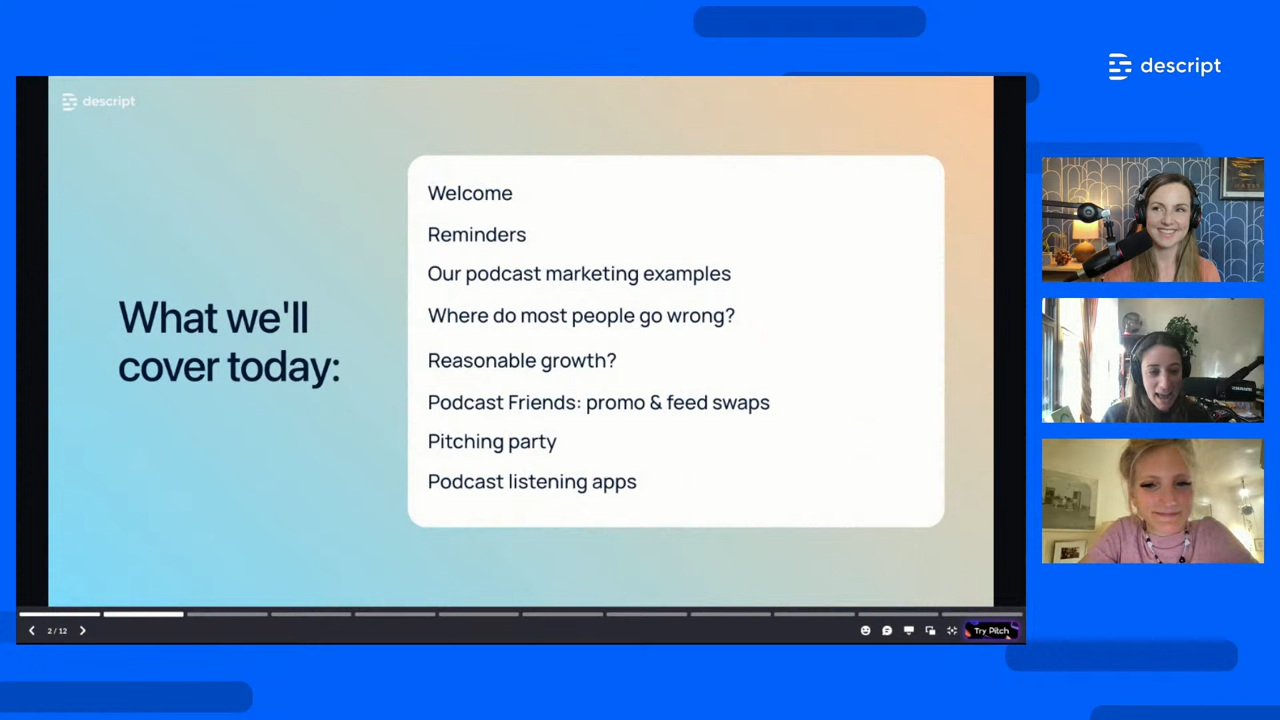 descript
descript
What we'll
cover today:
Welcome
Reminders
Our podcast marketing examples
Where do most people go wrong?
Reasonable growth?
Podcast Friends: promo & feed swaps
Pitching party
Podcast listening apps
2 / 12
Try Pitch